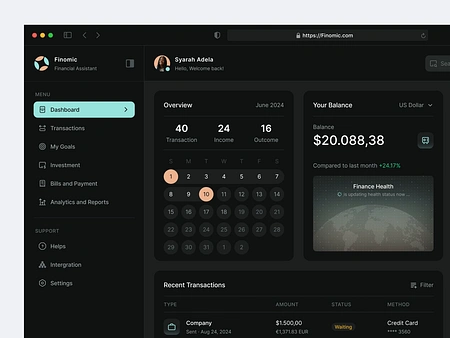 https://Finomic.com
Finomic
Financial Assistant
Syarah Adela
Hello, Welcome back!
MENU
Dashboard
Transactions
My Goals
Investment
Bills and Payment
Analytics and Reports
SUPPORT
Helps
Intergration
Settings
Overview
June 2024
40
24
16
Transaction
Income
Outcome
S M T W T F S
1 2 3 4 5 6 7
8 9 10 11 12 13 14
15 16 17 18 19 20 21
22 23 24 25 26 27 28
29 30 31 1 2
Your Balance
US Dollar
Balance
$20.088,38
Compared to last month +24.17%
Finance Health
is updating health status now ...
Recent Transactions
Filter
TYPE AMOUNT STATUS METHOD
Company $1.500,00 Waiting Credit Card
Sent · Aug 24, 2024 €1,371.83 EUR **** 3560